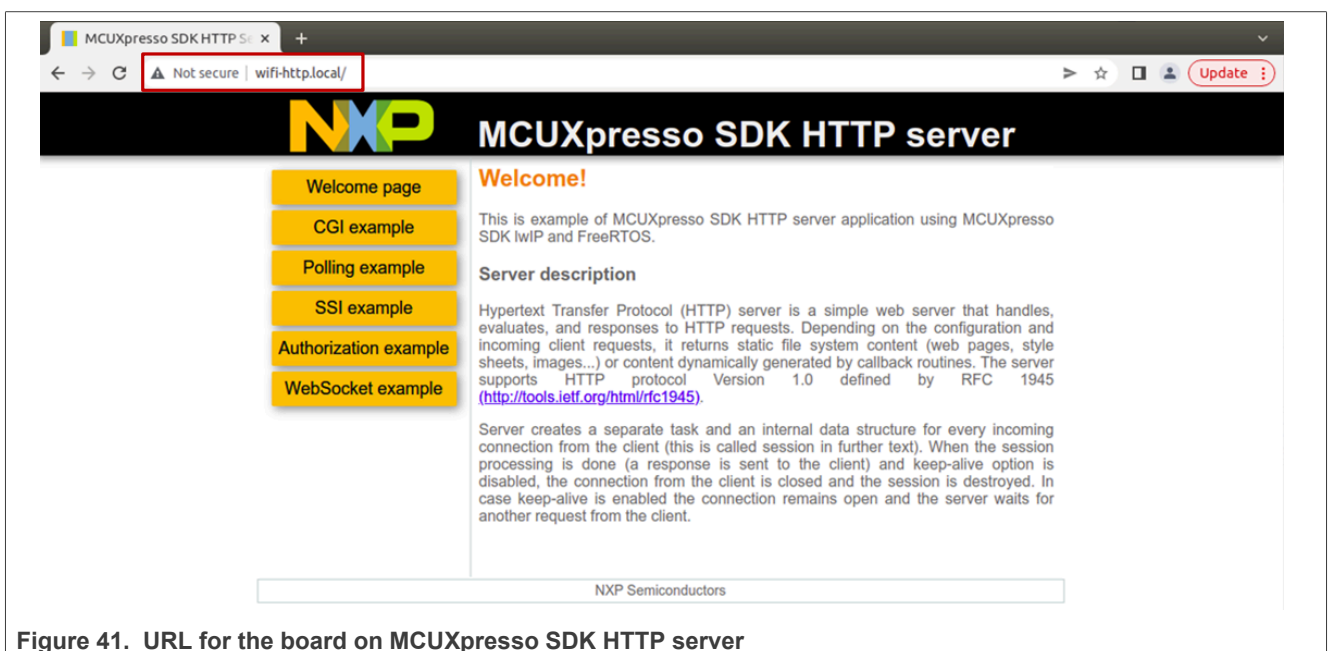 MCUXpresso SDK HTTP Se
Not secure | wifi-http.local/
Update
NXP
MCUXpresso SDK HTTP server
Welcome page
CGI example
Polling example
SSI example
Authorization example
WebSocket example
Welcome!
This is example of MCUXpresso SDK HTTP server application using MCUXpresso
SDK lwIP and FreeRTOS.
Server description
Hypertext Transfer Protocol (HTTP) server is a simple web server that handles,
evaluates, and responses to HTTP requests. Depending on the configuration and
incoming client requests, it returns static file system content (web pages, style
sheets, images...) or content dynamically generated by callback routines. The server
supports HTTP protocol Version 1.0 defined by RFC 1945
(http://tools.ietf.org/html/rfc1945).
Server creates a separate task and an internal data structure for every incoming
connection from the client (this is called session in further text). When the session
processing is done (a response is sent to the client) and keep-alive option is
disabled, the connection from the client is closed and the session is destroyed. In
case keep-alive is enabled the connection remains open and the server waits for
another request from the client.
NXP Semiconductors
Figure 41. URL for the board on MCUXpresso SDK HTTP server